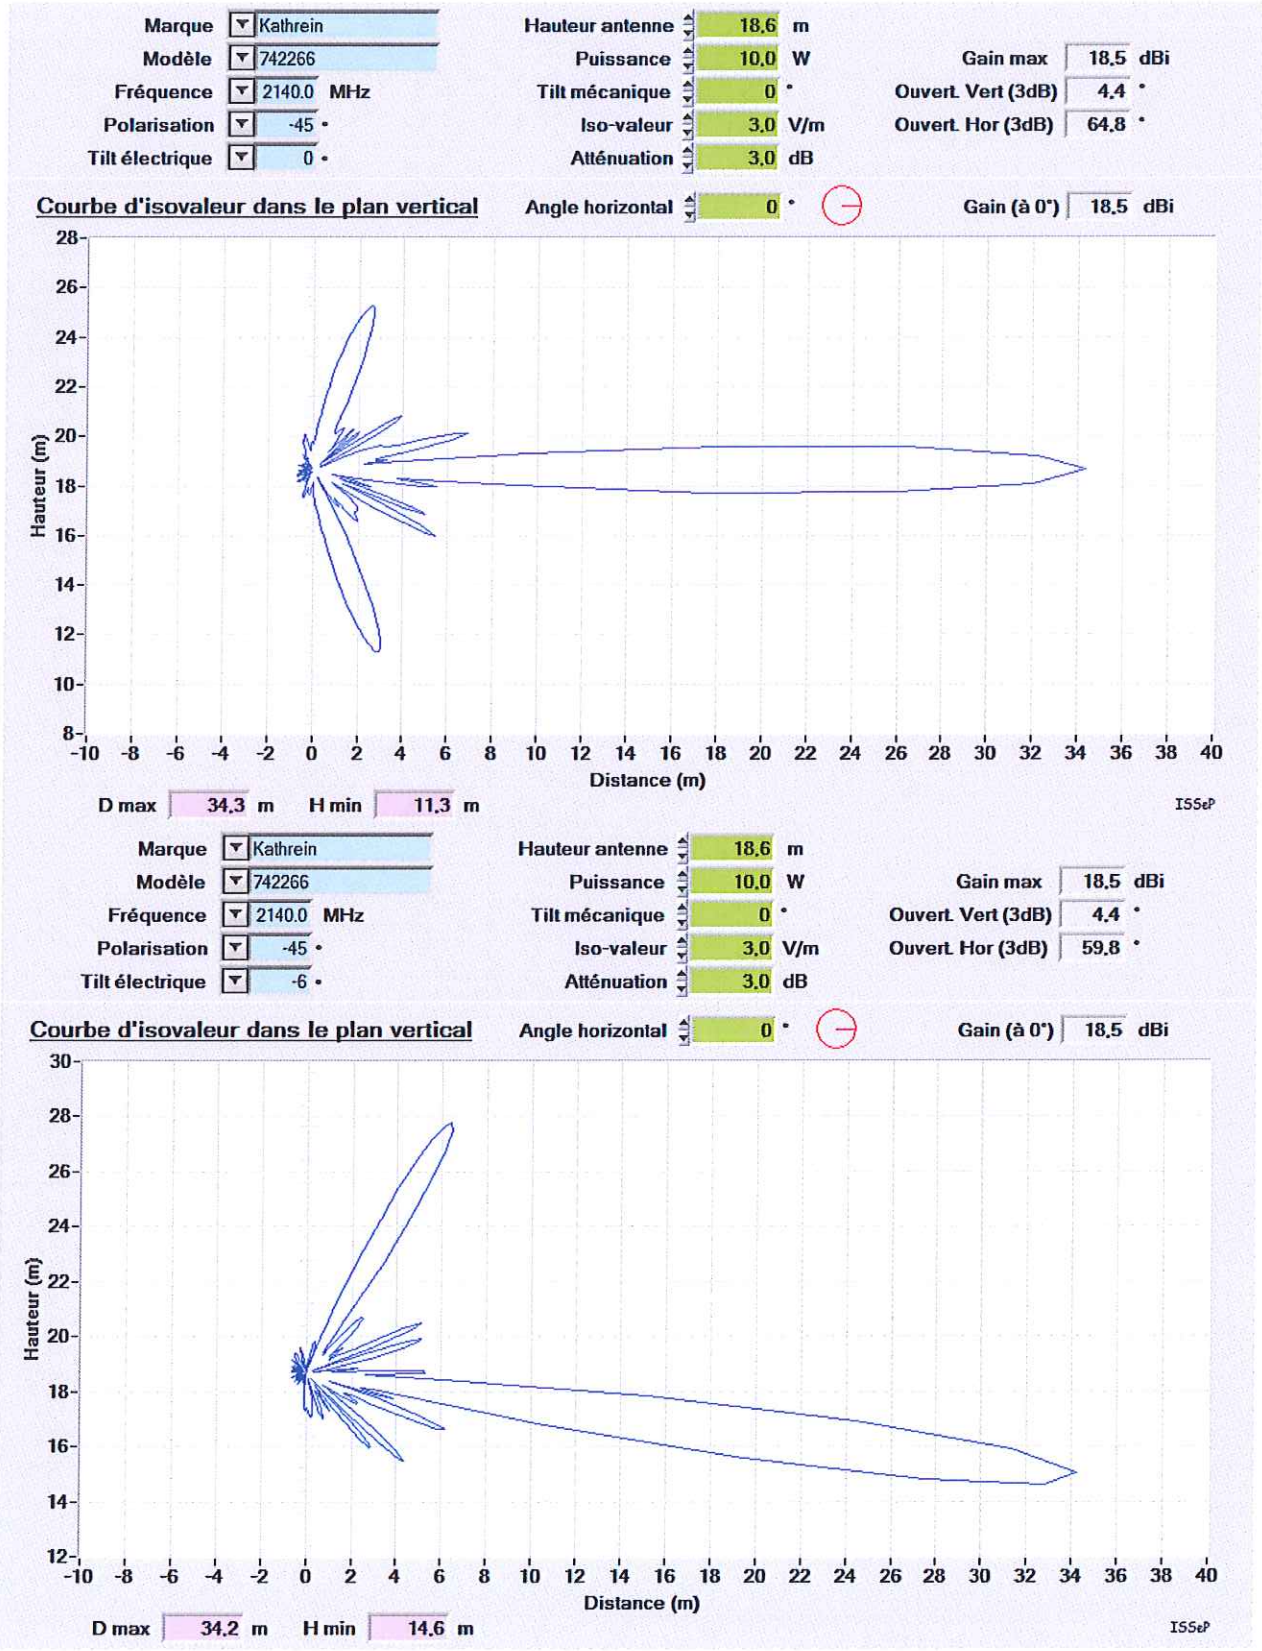 Marque Kathrein Hauteur antenne 18,6 m
Modèle 742266 Puissance 10,0 W Gain max 18,5 dBi
Fréquence 2140.0 MHz Tilt mécanique 0 ° Ouvert. Vert (3dB) 4,4 °
Polarisation -45 ° Iso-valeur 3,0 V/m Ouvert. Hor (3dB) 64,8 °
Tilt électrique 0 ° Atténuation 3,0 dB
Courbe d'isovaleur dans le plan vertical Angle horizontal 0 ° Gain (à 0°) 18,5 dBi
28-
26-
24-
22-
20-
18-
16-
14-
12-
10-
8-
Hauteur (m)
-10 -8 -6 -4 -2 0 2 4 6 8 10 12 14 16 18 20 22 24 26 28 30 32 34 36 38 40
Distance (m)
D max 34,3 m H min 11,3 m ISSeP
Marque Kathrein Hauteur antenne 18,6 m
Modèle 742266 Puissance 10,0 W Gain max 18,5 dBi
Fréquence 2140.0 MHz Tilt mécanique 0 ° Ouvert. Vert (3dB) 4,4 °
Polarisation -45 ° Iso-valeur 3,0 V/m Ouvert. Hor (3dB) 59,8 °
Tilt électrique -6 ° Atténuation 3,0 dB
Courbe d'isovaleur dans le plan vertical Angle horizontal 0 ° Gain (à 0°) 18,5 dBi
30-
28-
26-
24-
22-
20-
18-
16-
14-
12-
Hauteur (m)
-10 -8 -6 -4 -2 0 2 4 6 8 10 12 14 16 18 20 22 24 26 28 30 32 34 36 38 40
Distance (m)
D max 34,2 m H min 14,6 m ISSeP